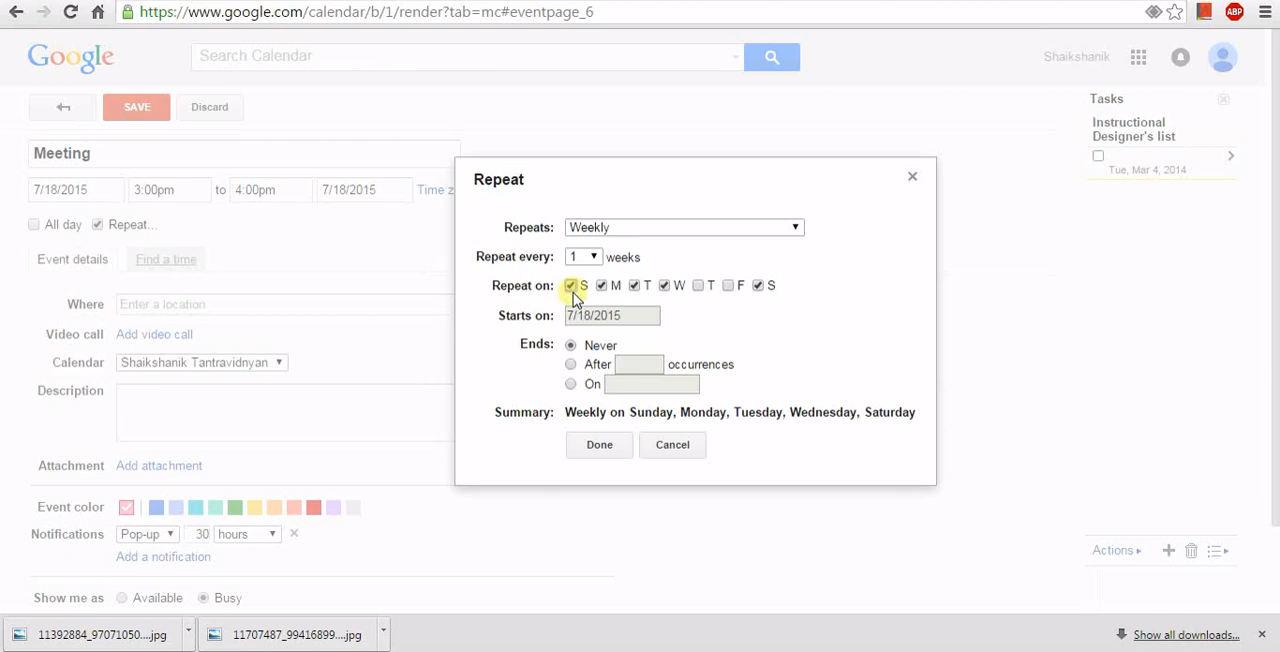 https://www.google.com/calendar/b/1/render?tab=mc#eventpage_6
ABP
Google
Search Calendar
Shaikshanik
SAVE
Discard
Tasks
Instructional
Designer's list
Tue, Mar 4, 2014
Meeting
7/18/2015 3:00pm to 4:00pm 7/18/2015 Time z
All day Repeat...
Event details Find a time
Where Enter a location
Video call Add video call
Calendar Shaikshanik Tantravidnyan
Description
Attachment Add attachment
Event color
Notifications Pop-up 30 hours
Add a notification
Show me as Available Busy
Repeat
Repeats: Weekly
Repeat every: 1 weeks
Repeat on: S M T W T F S
Starts on: 7/18/2015
Ends: Never
After occurrences
On
Summary: Weekly on Sunday, Monday, Tuesday, Wednesday, Saturday
Done Cancel
Actions
11392884_97071050....jpg
11707487_99416899....jpg
Show all downloads...